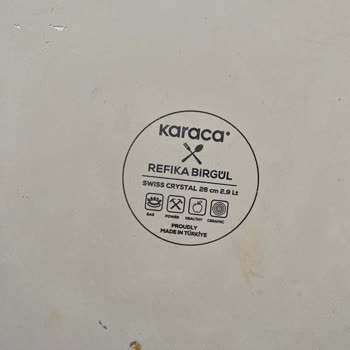 karaca®
REFIKA BIRGÜL
SWISS CRYSTAL 28 cm 2.9 Lt
GAS POWER HEALTHY CERAMIC
PROUDLY
MADE IN TÜRKİYE